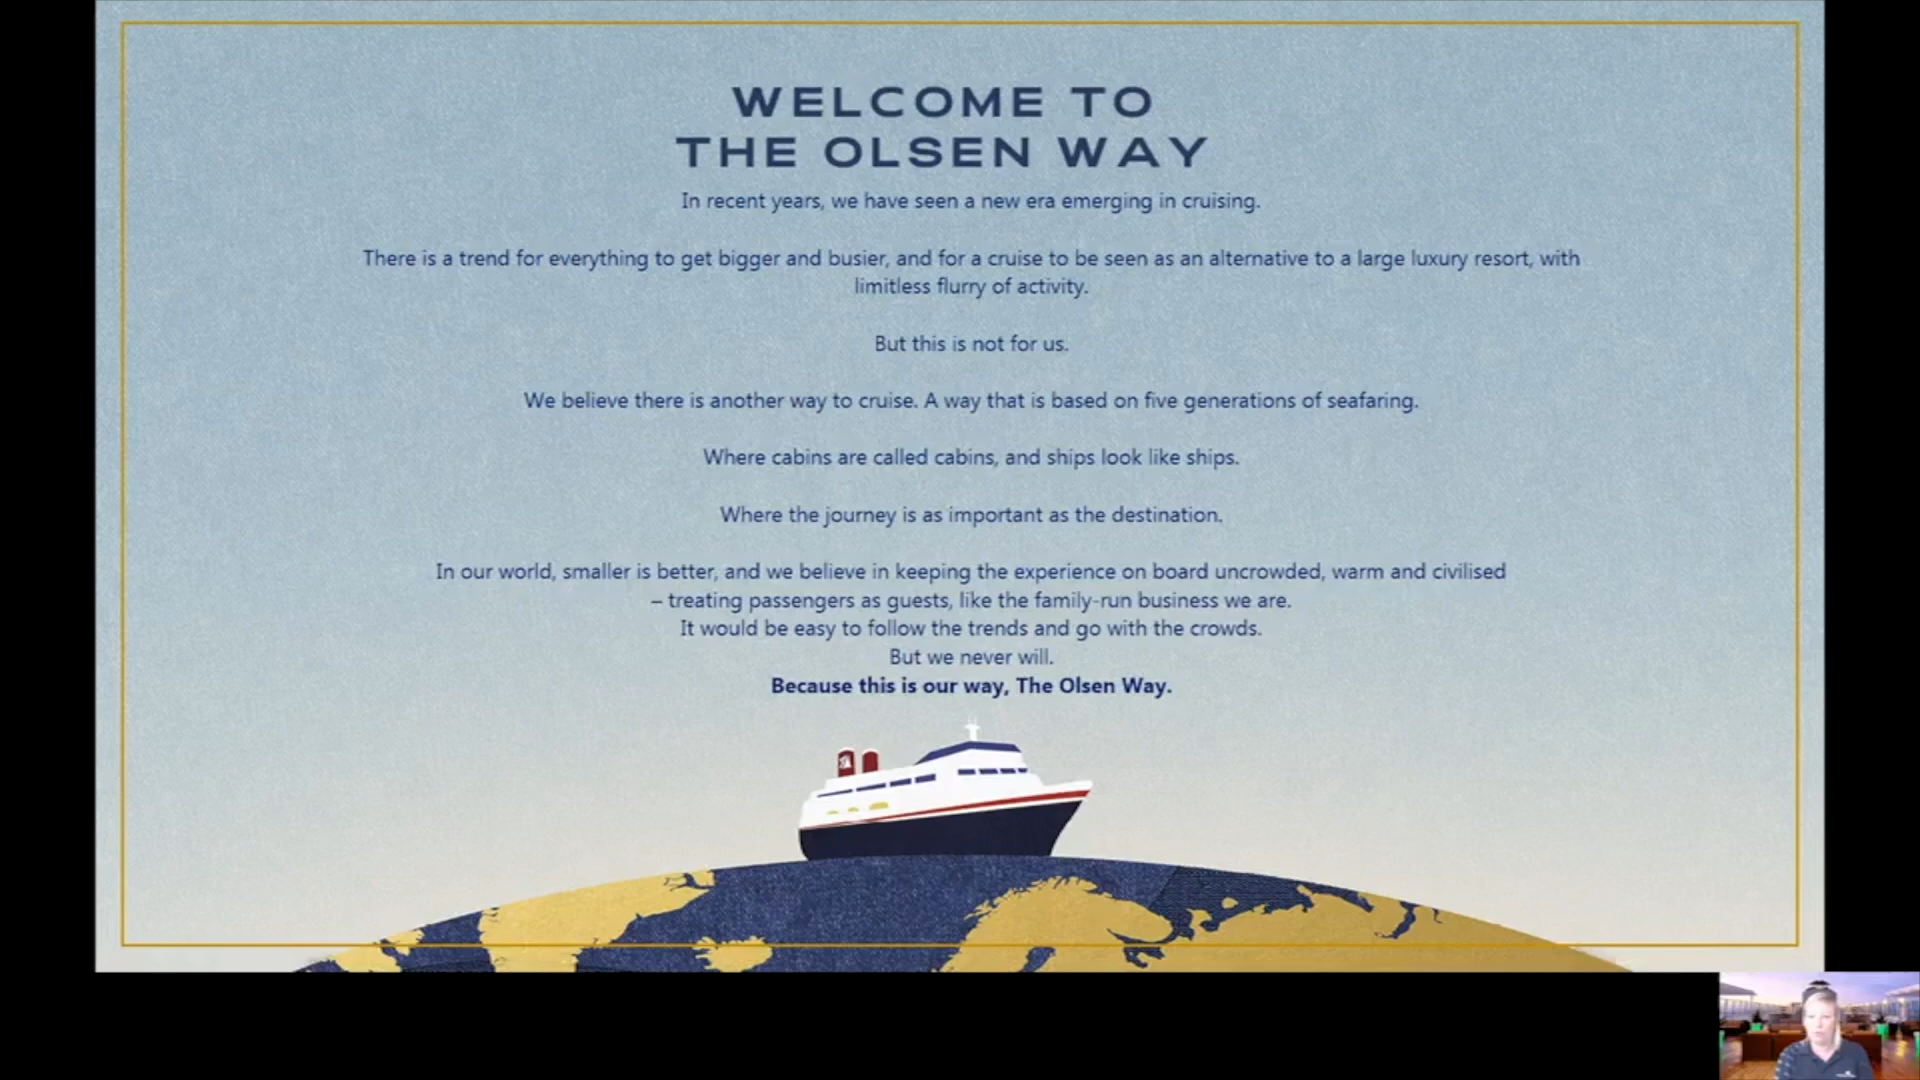 WELCOME TO
THE OLSEN WAY
In recent years, we have seen a new era emerging in cruising.
There is a trend for everything to get bigger and busier, and for a cruise to be seen as an alternative to a large luxury resort, with
limitless flurry of activity.
But this is not for us.
We believe there is another way to cruise. A way that is based on five generations of seafaring.
Where cabins are called cabins, and ships look like ships.
Where the journey is as important as the destination.
In our world, smaller is better, and we believe in keeping the experience on board uncrowded, warm and civilised
– treating passengers as guests, like the family-run business we are.
It would be easy to follow the trends and go with the crowds.
But we never will.
Because this is our way, The Olsen Way.